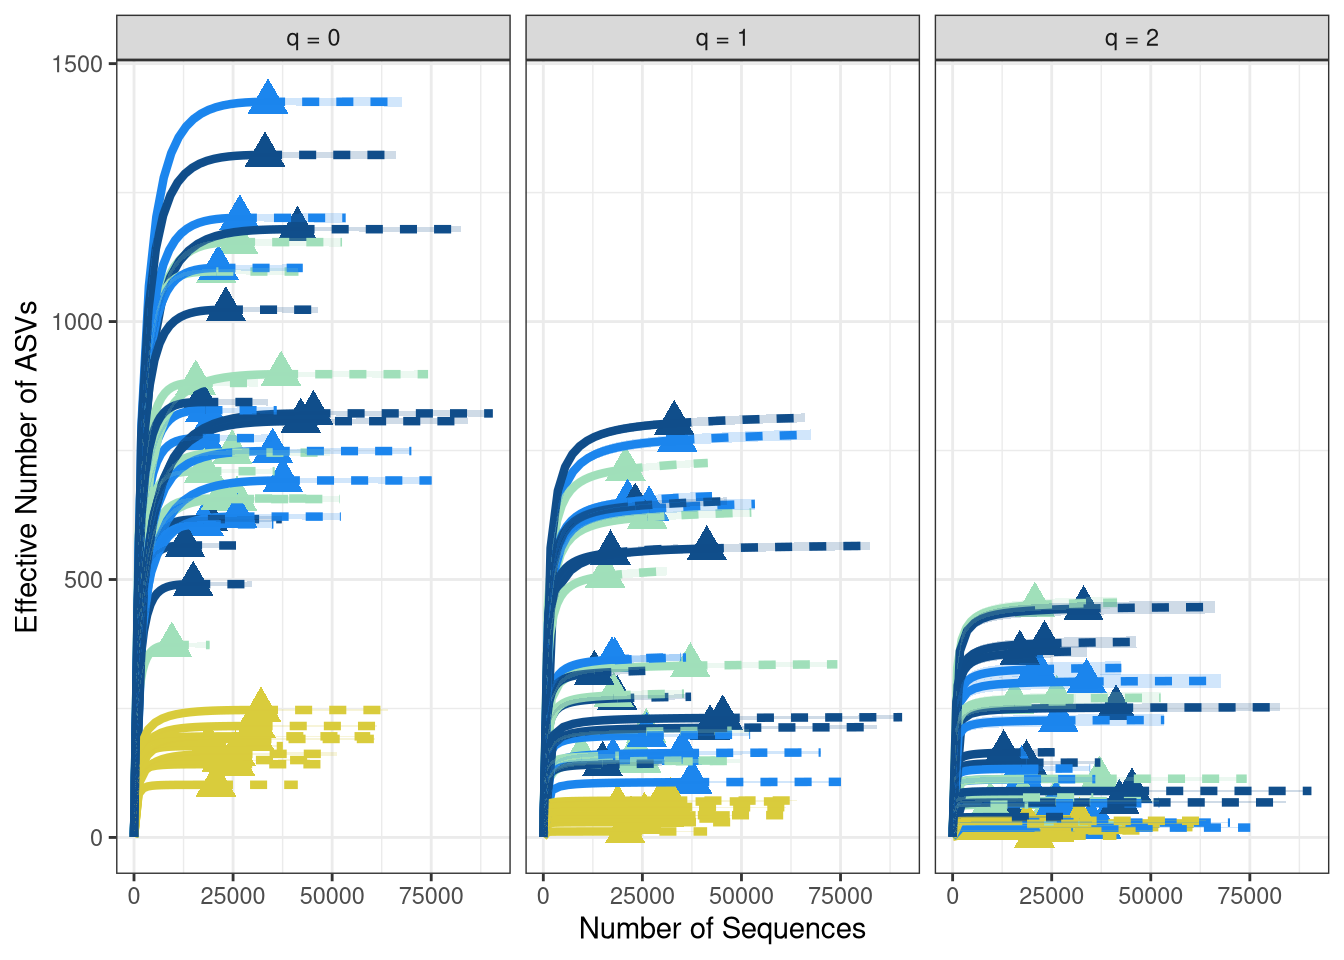 q = 0
q = 1
q = 2
1500
1000
500
0
Effective Number of ASVs
0 25000 50000 75000
0 25000 50000 75000
0 25000 50000 75000
Number of Sequences